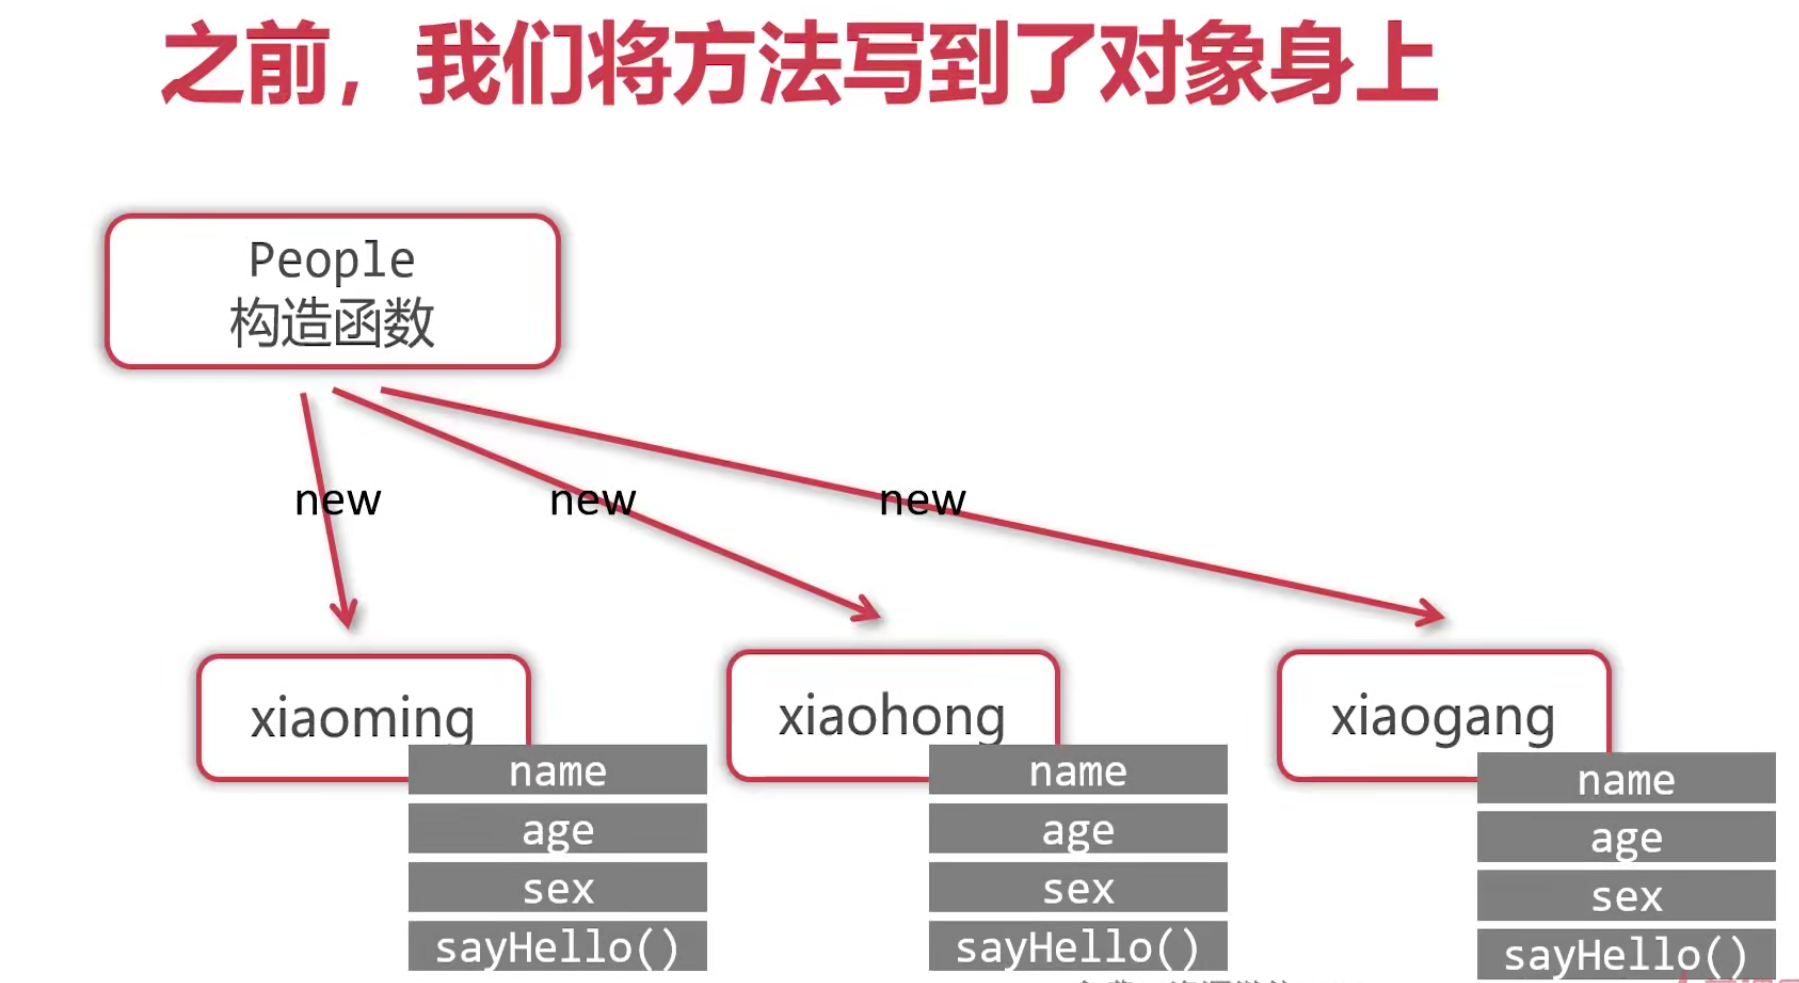 之前，我们将方法写到了对象身上
People
构造函数
new
new
new
xiaoming
name
age
sex
sayHello()
xiaohong
name
age
sex
sayHello()
xiaogang
name
age
sex
sayHello()